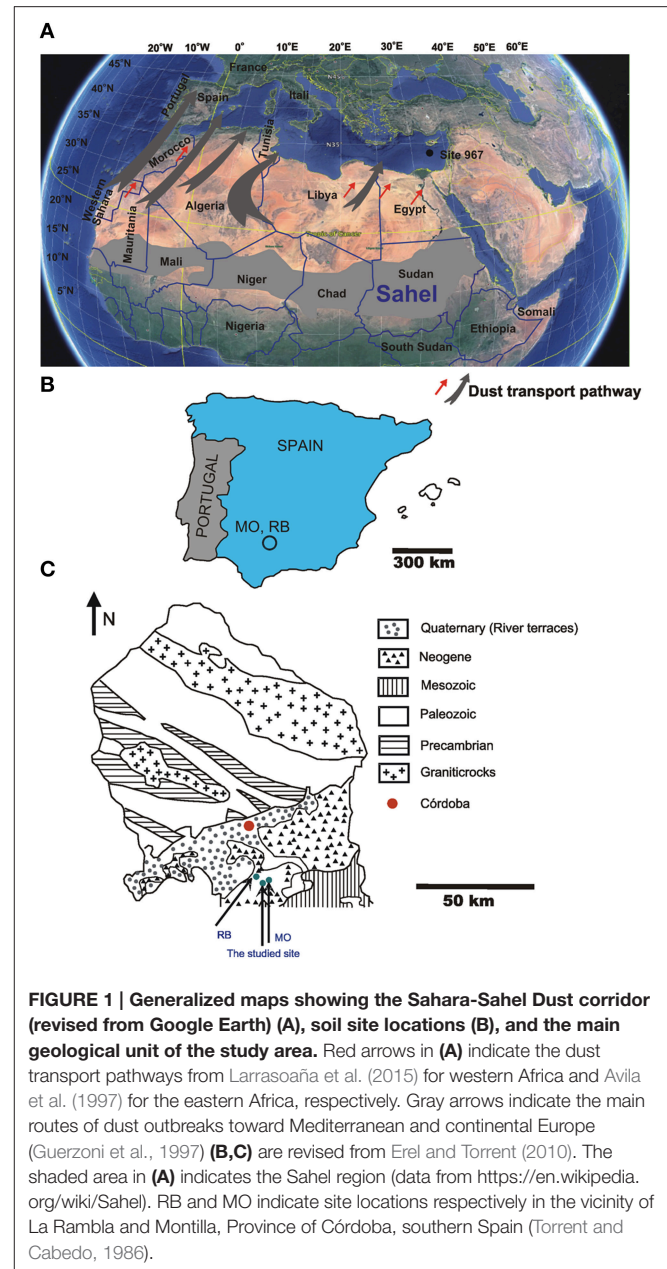 A
20°W 10°W 0° 10°E 20°E 30°E 40°E 50°E 60°E
45°N
40°N
35°N
30°N
25°N
20°N
15°N
10°N
5°N
France
N45
Portugal
Spain
Itali
Tunisia
N35
Site 967
Morocco
Western Sahara
Algeria
Libya
Egypt
Mauritania
Tropic of Cancer
Mali
Niger
Chad
Sudan
Sahel
Nigeria
Ethiopia
Somali
South Sudan
Dust transport pathway
B
SPAIN
PORTUGAL
MO, RB
300 km
C
N
Quaternary (River terraces)
Neogene
Mesozoic
Paleozoic
Precambrian
Graniticrocks
Córdoba
50 km
RB
MO
The studied site
FIGURE 1 | Generalized maps showing the Sahara-Sahel Dust corridor
(revised from Google Earth) (A), soil site locations (B), and the main
geological unit of the study area. Red arrows in (A) indicate the dust
transport pathways from Larrasoaña et al. (2015) for western Africa and Avila
et al. (1997) for the eastern Africa, respectively. Gray arrows indicate the main
routes of dust outbreaks toward Mediterranean and continental Europe
(Guerzoni et al., 1997) (B,C) are revised from Erel and Torrent (2010). The
shaded area in (A) indicates the Sahel region (data from https://en.wikipedia.
org/wiki/Sahel). RB and MO indicate site locations respectively in the vicinity of
La Rambla and Montilla, Province of Córdoba, southern Spain (Torrent and
Cabedo, 1986).